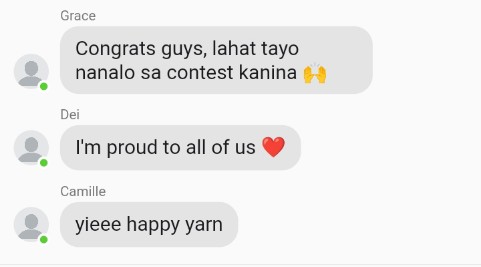 Grace
Congrats guys, lahat tayo
nanalo sa contest kanina 🙌
Dei
I'm proud to all of us ❤️
Camille
yieee happy yarn